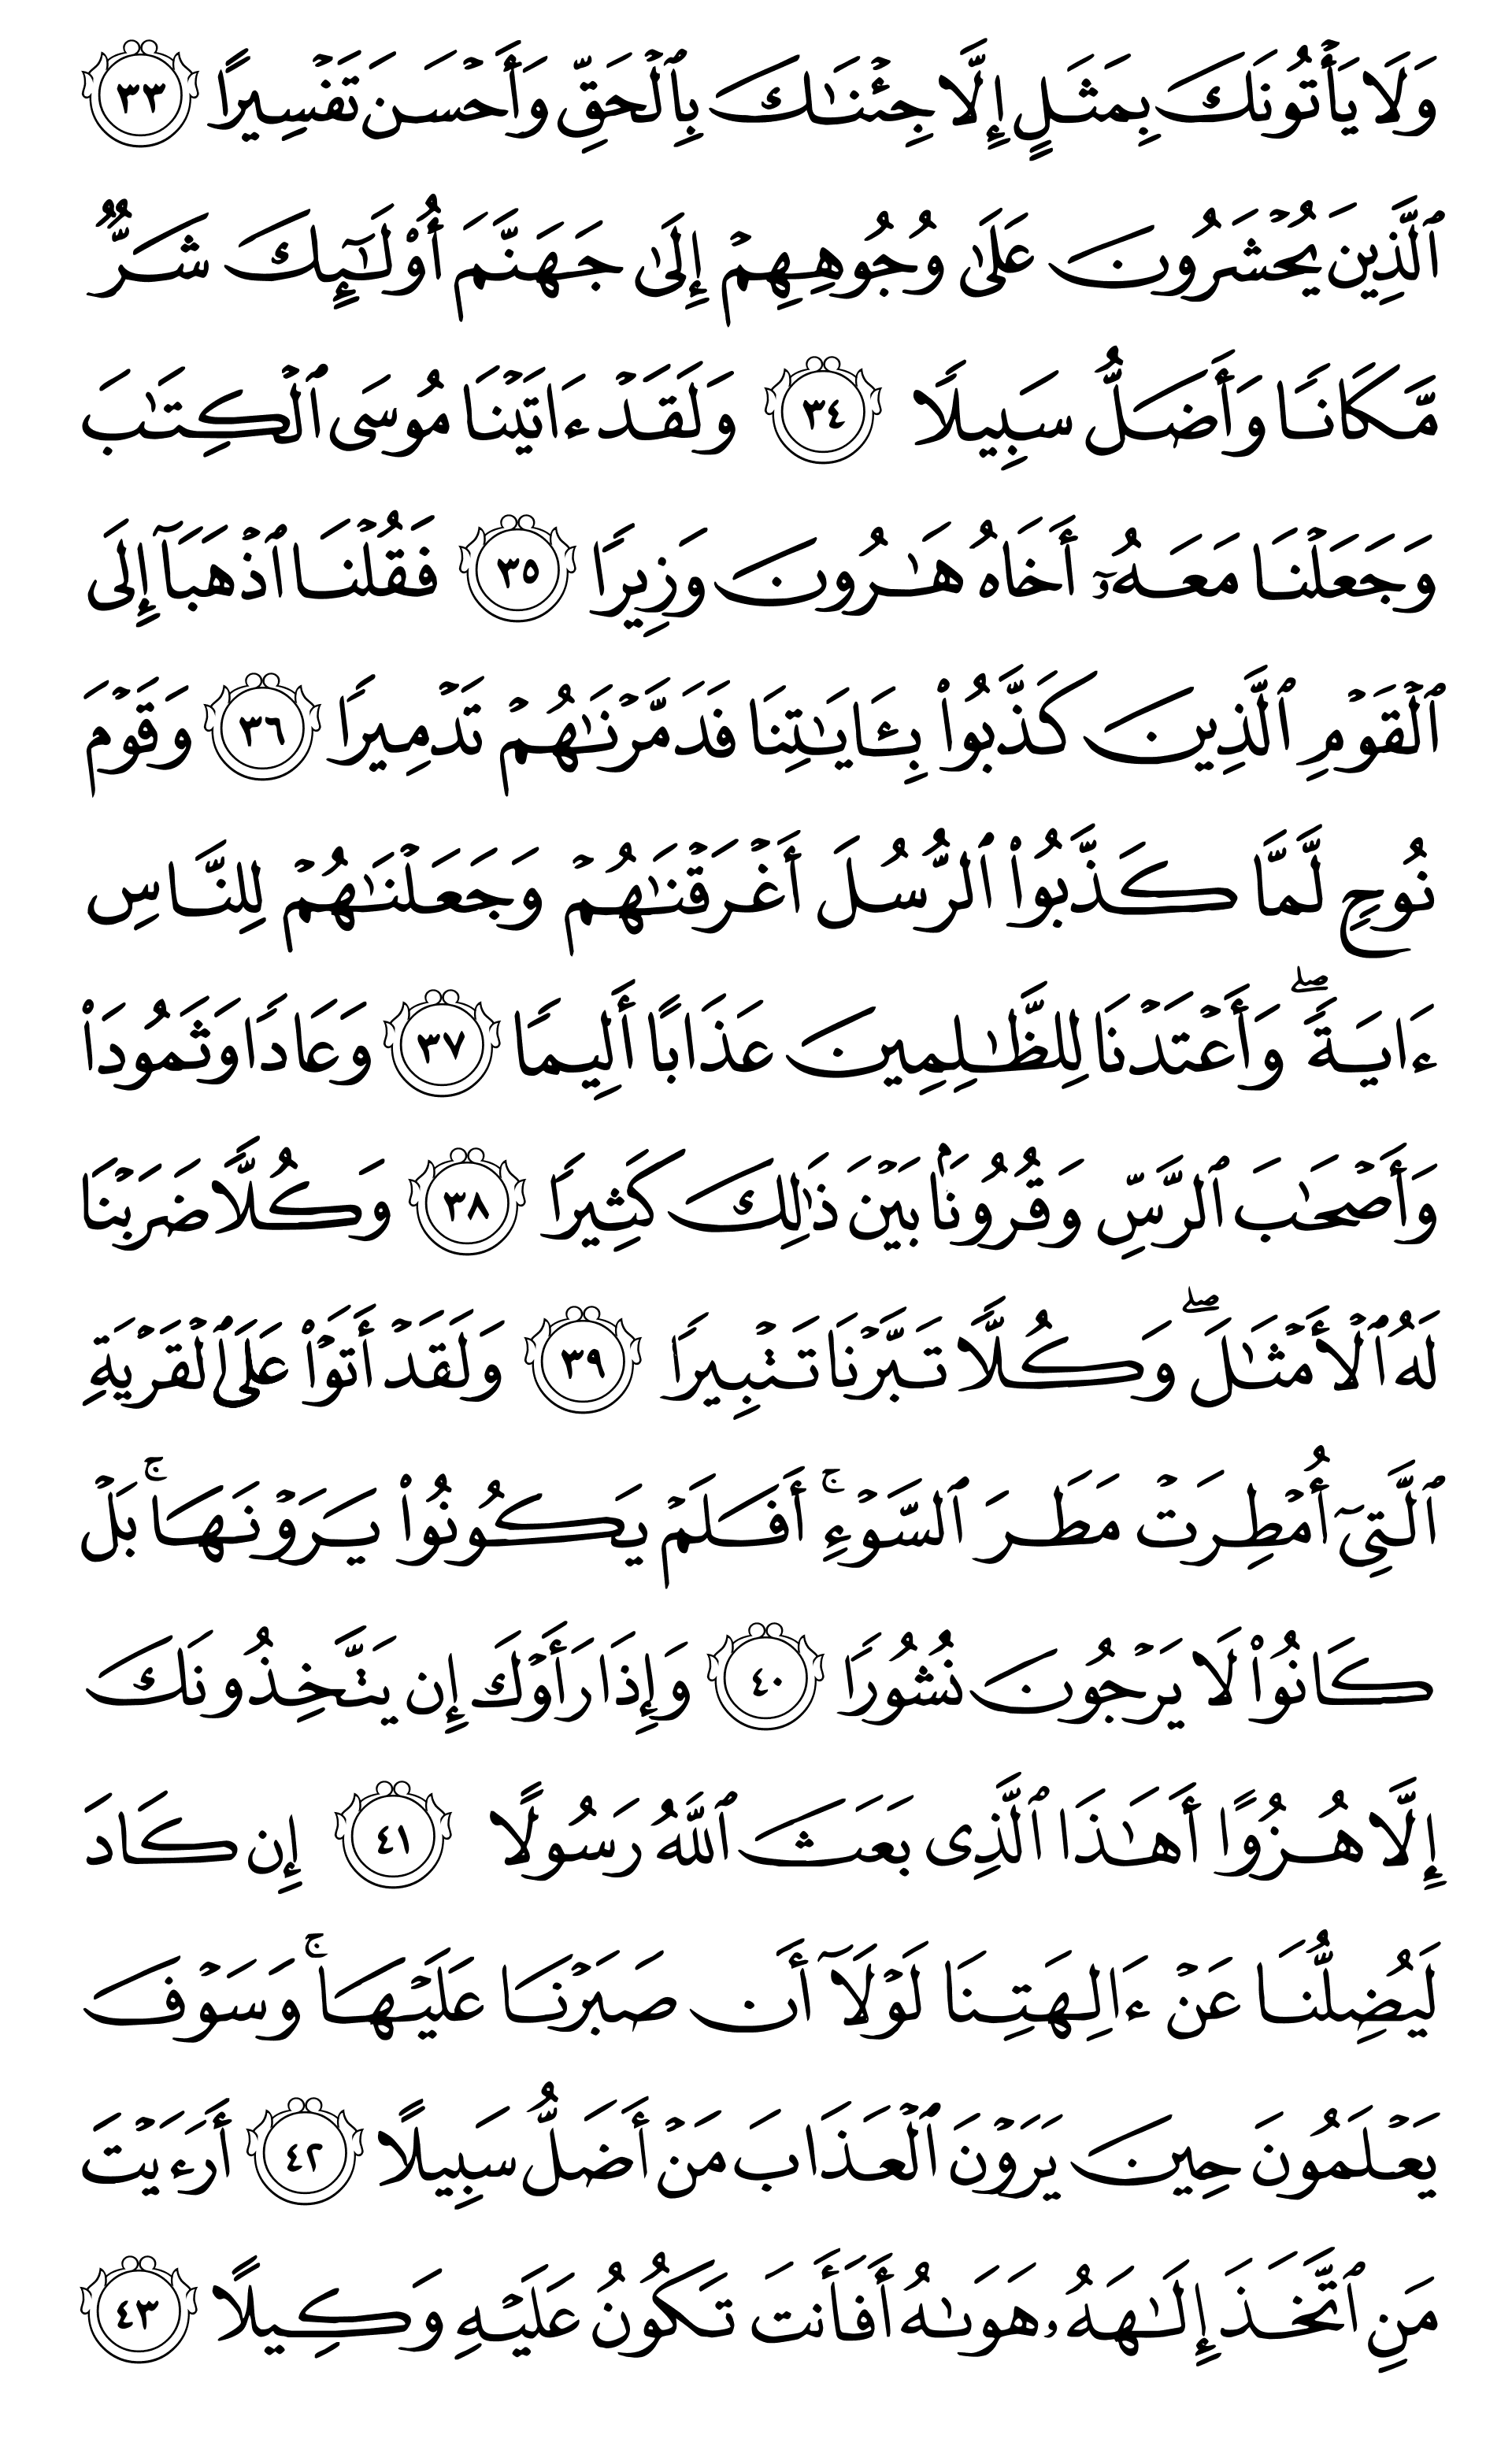 وَلَا يَأْتُونَكَ بِمَثَلٍ إِلَّا جِئْنَٰكَ بِٱلْحَقِّ وَأَحْسَنَ تَفْسِيرًا ٣٣
ٱلَّذِينَ يُحْشَرُونَ عَلَىٰ وُجُوهِهِمْ إِلَىٰ جَهَنَّمَ أُو۟لَٰٓئِكَ شَرٌّ
مَّكَانًا وَأَضَلُّ سَبِيلًا ٣٤ وَلَقَدْ ءَاتَيْنَا مُوسَى ٱلْكِتَٰبَ
وَجَعَلْنَا مَعَهُۥٓ أَخَاهُ هَٰرُونَ وَزِيرًا ٣٥ فَقُلْنَا ٱذْهَبَآ إِلَى
ٱلْقَوْمِ ٱلَّذِينَ كَذَّبُوا۟ بِـَٔايَٰتِنَا فَدَمَّرْنَٰهُمْ تَدْمِيرًا ٣٦ وَقَوْمَ
نُوحٍ لَّمَّا كَذَّبُوا۟ ٱلرُّسُلَ أَغْرَقْنَٰهُمْ وَجَعَلْنَٰهُمْ لِلنَّاسِ
ءَايَةً ۖ وَأَعْتَدْنَا لِلظَّٰلِمِينَ عَذَابًا أَلِيمًا ٣٧ وَعَادًا وَثَمُودَا۟
وَأَصْحَٰبَ ٱلرَّسِّ وَقُرُونًۢا بَيْنَ ذَٰلِكَ كَثِيرًا ٣٨ وَكُلًّا ضَرَبْنَا
لَهُ ٱلْأَمْثَٰلَ ۖ وَكُلًّا تَبَّرْنَا تَتْبِيرًا ٣٩ وَلَقَدْ أَتَوْا۟ عَلَى ٱلْقَرْيَةِ
ٱلَّتِىٓ أُمْطِرَتْ مَطَرَ ٱلسَّوْءِ ۚ أَفَلَمْ يَكُونُوا۟ يَرَوْنَهَا ۚ بَلْ
كَانُوا۟ لَا يَرْجُونَ نُشُورًا ٤٠ وَإِذَا رَأَوْكَ إِن يَتَّخِذُونَكَ
إِلَّا هُزُوًا أَهَٰذَا ٱلَّذِى بَعَثَ ٱللَّهُ رَسُولًا ٤١ إِن كَادَ
لَيُضِلُّنَا عَنْ ءَالِهَتِنَا لَوْلَآ أَن صَبَرْنَا عَلَيْهَا ۚ وَسَوْفَ
يَعْلَمُونَ حِينَ يَرَوْنَ ٱلْعَذَابَ مَنْ أَضَلُّ سَبِيلًا ٤٢ أَرَءَيْتَ
مَنِ ٱتَّخَذَ إِلَٰهَهُۥ هَوَىٰهُ أَفَأَنتَ تَكُونُ عَلَيْهِ وَكِيلًا ٤٣